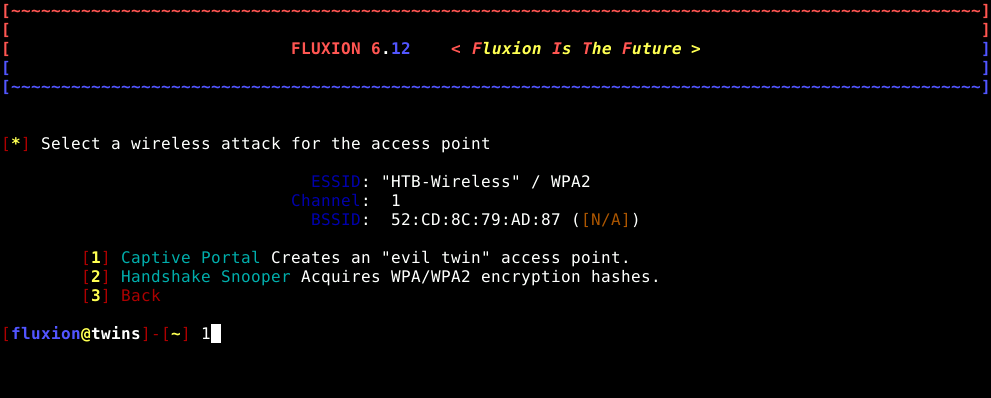 [~~~~~~~~~~~~~~~~~~~~~~~~~~~~~~~~~~~~~~~~~~~~~~~~~~~~~~~~~~~~~~~~~~~~~~~~~~~~~~~~~~~~~~~~~~~~~~~~~]
[ ]
[ FLUXION 6.12 < Fluxion Is The Future > ]
[ ]
[~~~~~~~~~~~~~~~~~~~~~~~~~~~~~~~~~~~~~~~~~~~~~~~~~~~~~~~~~~~~~~~~~~~~~~~~~~~~~~~~~~~~~~~~~~~~~~~~~]
[*] Select a wireless attack for the access point
ESSID: "HTB-Wireless" / WPA2
Channel: 1
BSSID: 52:CD:8C:79:AD:87 ([N/A])
[1] Captive Portal Creates an "evil twin" access point.
[2] Handshake Snooper Acquires WPA/WPA2 encryption hashes.
[3] Back
[fluxion@twins]-[~] 1